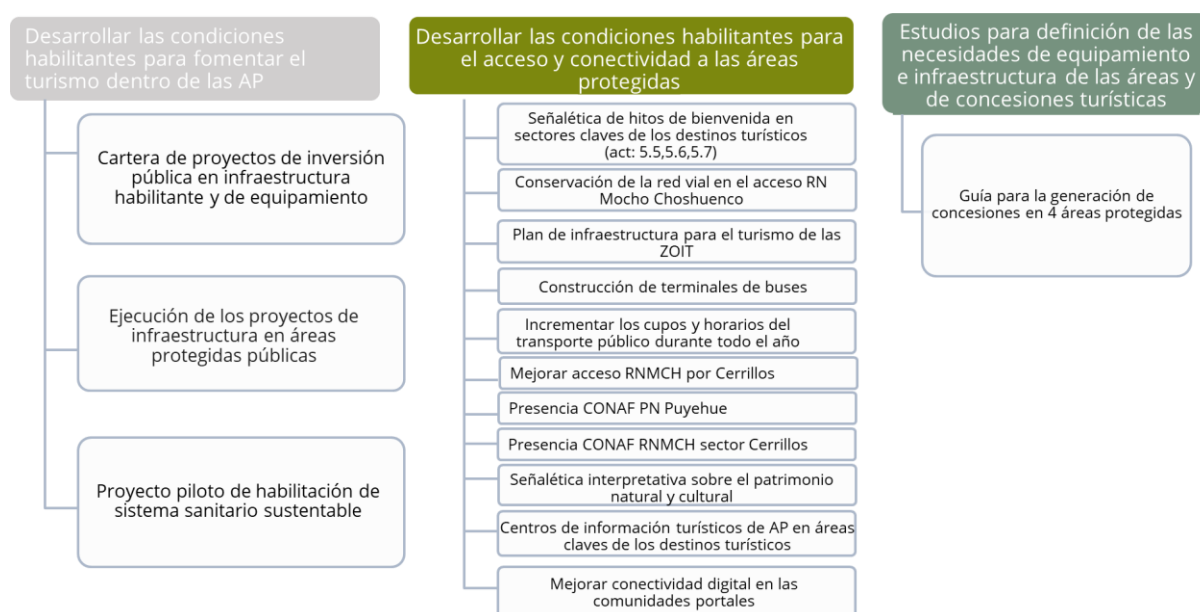 Desarrollar las condiciones
habilitantes para fomentar el
turismo dentro de las AP
Cartera de proyectos de inversión
pública en infraestructura
habilitante y de equipamiento
Ejecución de los proyectos de
infraestructura en áreas
protegidas públicas
Proyecto piloto de habilitación de
sistema sanitario sustentable
Desarrollar las condiciones habilitantes para
el acceso y conectividad a las áreas
protegidas
Señalética de hitos de bienvenida en
sectores claves de los destinos turísticos
(act: 5.5,5.6,5.7)
Conservación de la red vial en el acceso RN
Mocho Choshuenco
Plan de infraestructura para el turismo de las
ZOIT
Construcción de terminales de buses
Incrementar los cupos y horarios del
transporte público durante todo el año
Mejorar acceso RNMCH por Cerrillos
Presencia CONAF PN Puyehue
Presencia CONAF RNMCH sector Cerrillos
Señalética interpretativa sobre el patrimonio
natural y cultural
Centros de información turísticos de AP en áreas
claves de los destinos turísticos
Mejorar conectividad digital en las
comunidades portales
Estudios para definición de las
necesidades de equipamiento
e infraestructura de las áreas y
de concesiones turísticas
Guía para la generación de
concesiones en 4 áreas protegidas